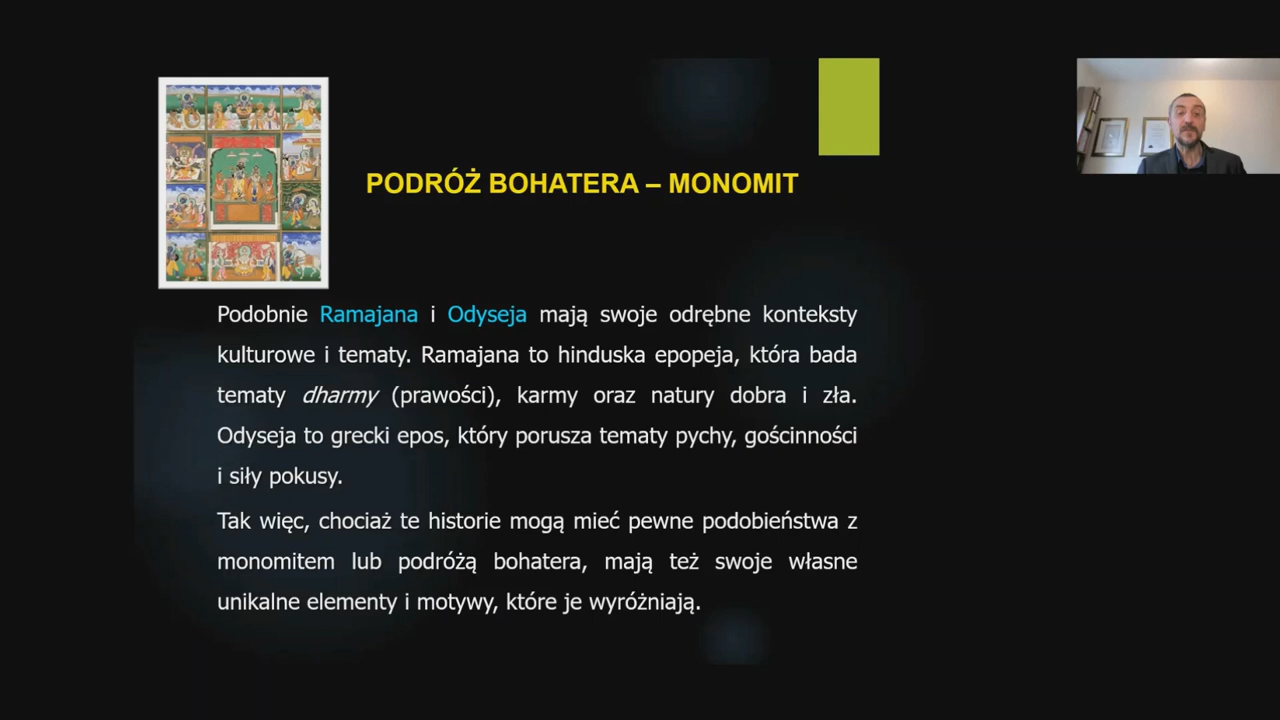 PODRÓŻ BOHATERA – MONOMIT
Podobnie Ramajana i Odyseja mają swoje odrębne konteksty
kulturowe i tematy. Ramajana to hinduska epopeja, która bada
tematy dharmy (prawości), karmy oraz natury dobra i zła.
Odyseja to grecki epos, który porusza tematy pychy, gościnności
i siły pokusy.
Tak więc, chociaż te historie mogą mieć pewne podobieństwa z
monomitem lub podróżą bohatera, mają też swoje własne
unikalne elementy i motywy, które je wyróżniają.